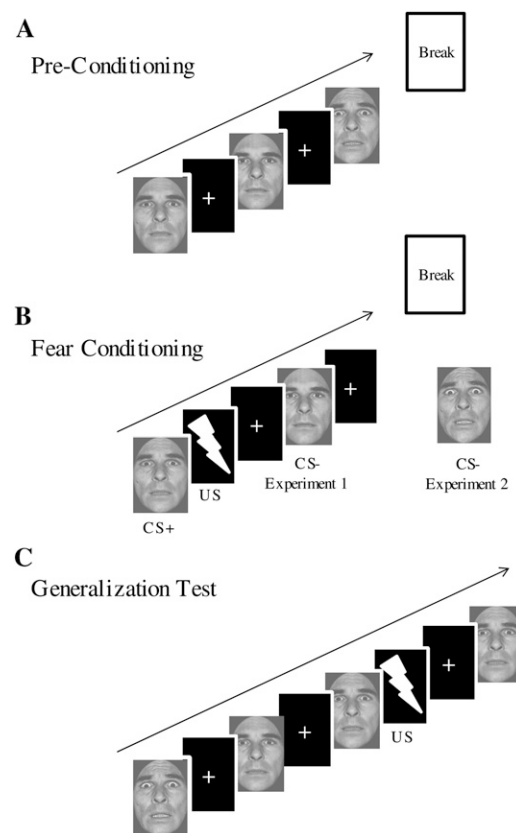 A
Pre-Conditioning
Break
Break
B
Fear Conditioning
CS-
Experiment 1
CS-
Experiment 2
US
CS+
C
Generalization Test
US